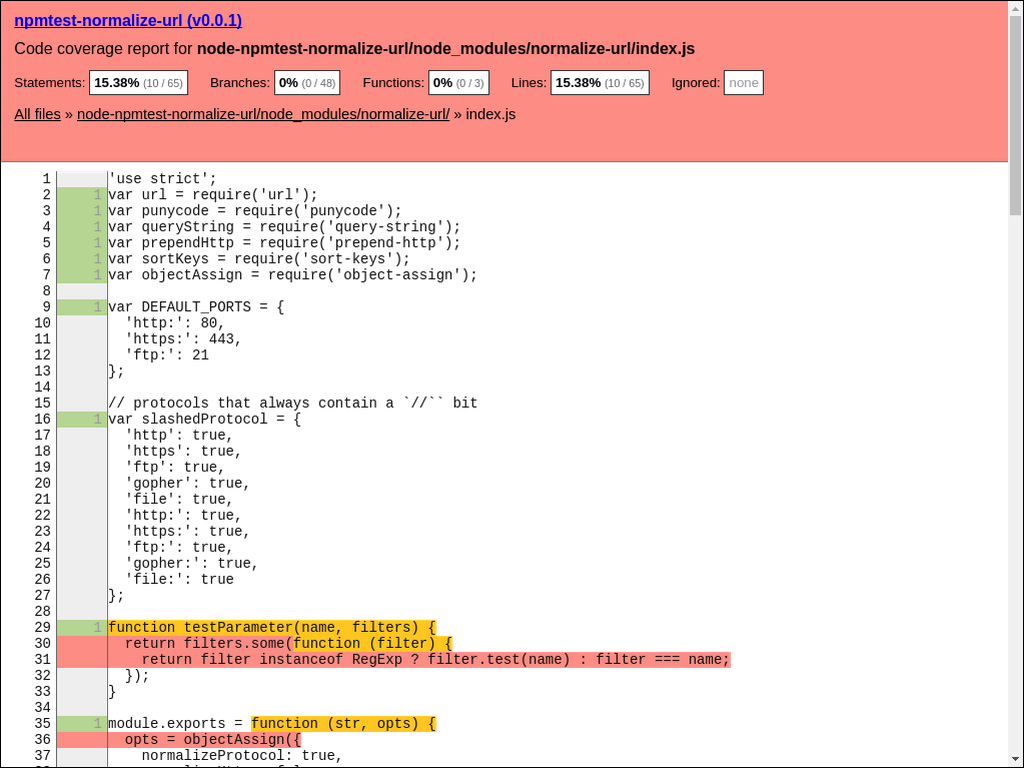 npmtest-normalize-url (v0.0.1)
Code coverage report for node-npmtest-normalize-url/node_modules/normalize-url/index.js
Statements: 15.38% (10 / 65) Branches: 0% (0 / 48) Functions: 0% (0 / 3) Lines: 15.38% (10 / 65) Ignored: none
All files » node-npmtest-normalize-url/node_modules/normalize-url/ » index.js
1 'use strict';
2 1 var url = require('url');
3 1 var punycode = require('punycode');
4 1 var queryString = require('query-string');
5 1 var prependHttp = require('prepend-http');
6 1 var sortKeys = require('sort-keys');
7 1 var objectAssign = require('object-assign');
8
9 1 var DEFAULT_PORTS = {
10   'http:': 80,
11   'https:': 443,
12   'ftp:': 21
13 };
14
15 // protocols that always contain a `//`` bit
16 1 var slashedProtocol = {
17   'http': true,
18   'https': true,
19   'ftp': true,
20   'gopher': true,
21   'file': true,
22   'http:': true,
23   'https:': true,
24   'ftp:': true,
25   'gopher:': true,
26   'file:': true
27 };
28
29 1 function testParameter(name, filters) {
30   return filters.some(function (filter) {
31     return filter instanceof RegExp ? filter.test(name) : filter === name;
32   });
33 }
34
35 1 module.exports = function (str, opts) {
36   opts = objectAssign({
37     normalizeProtocol: true,